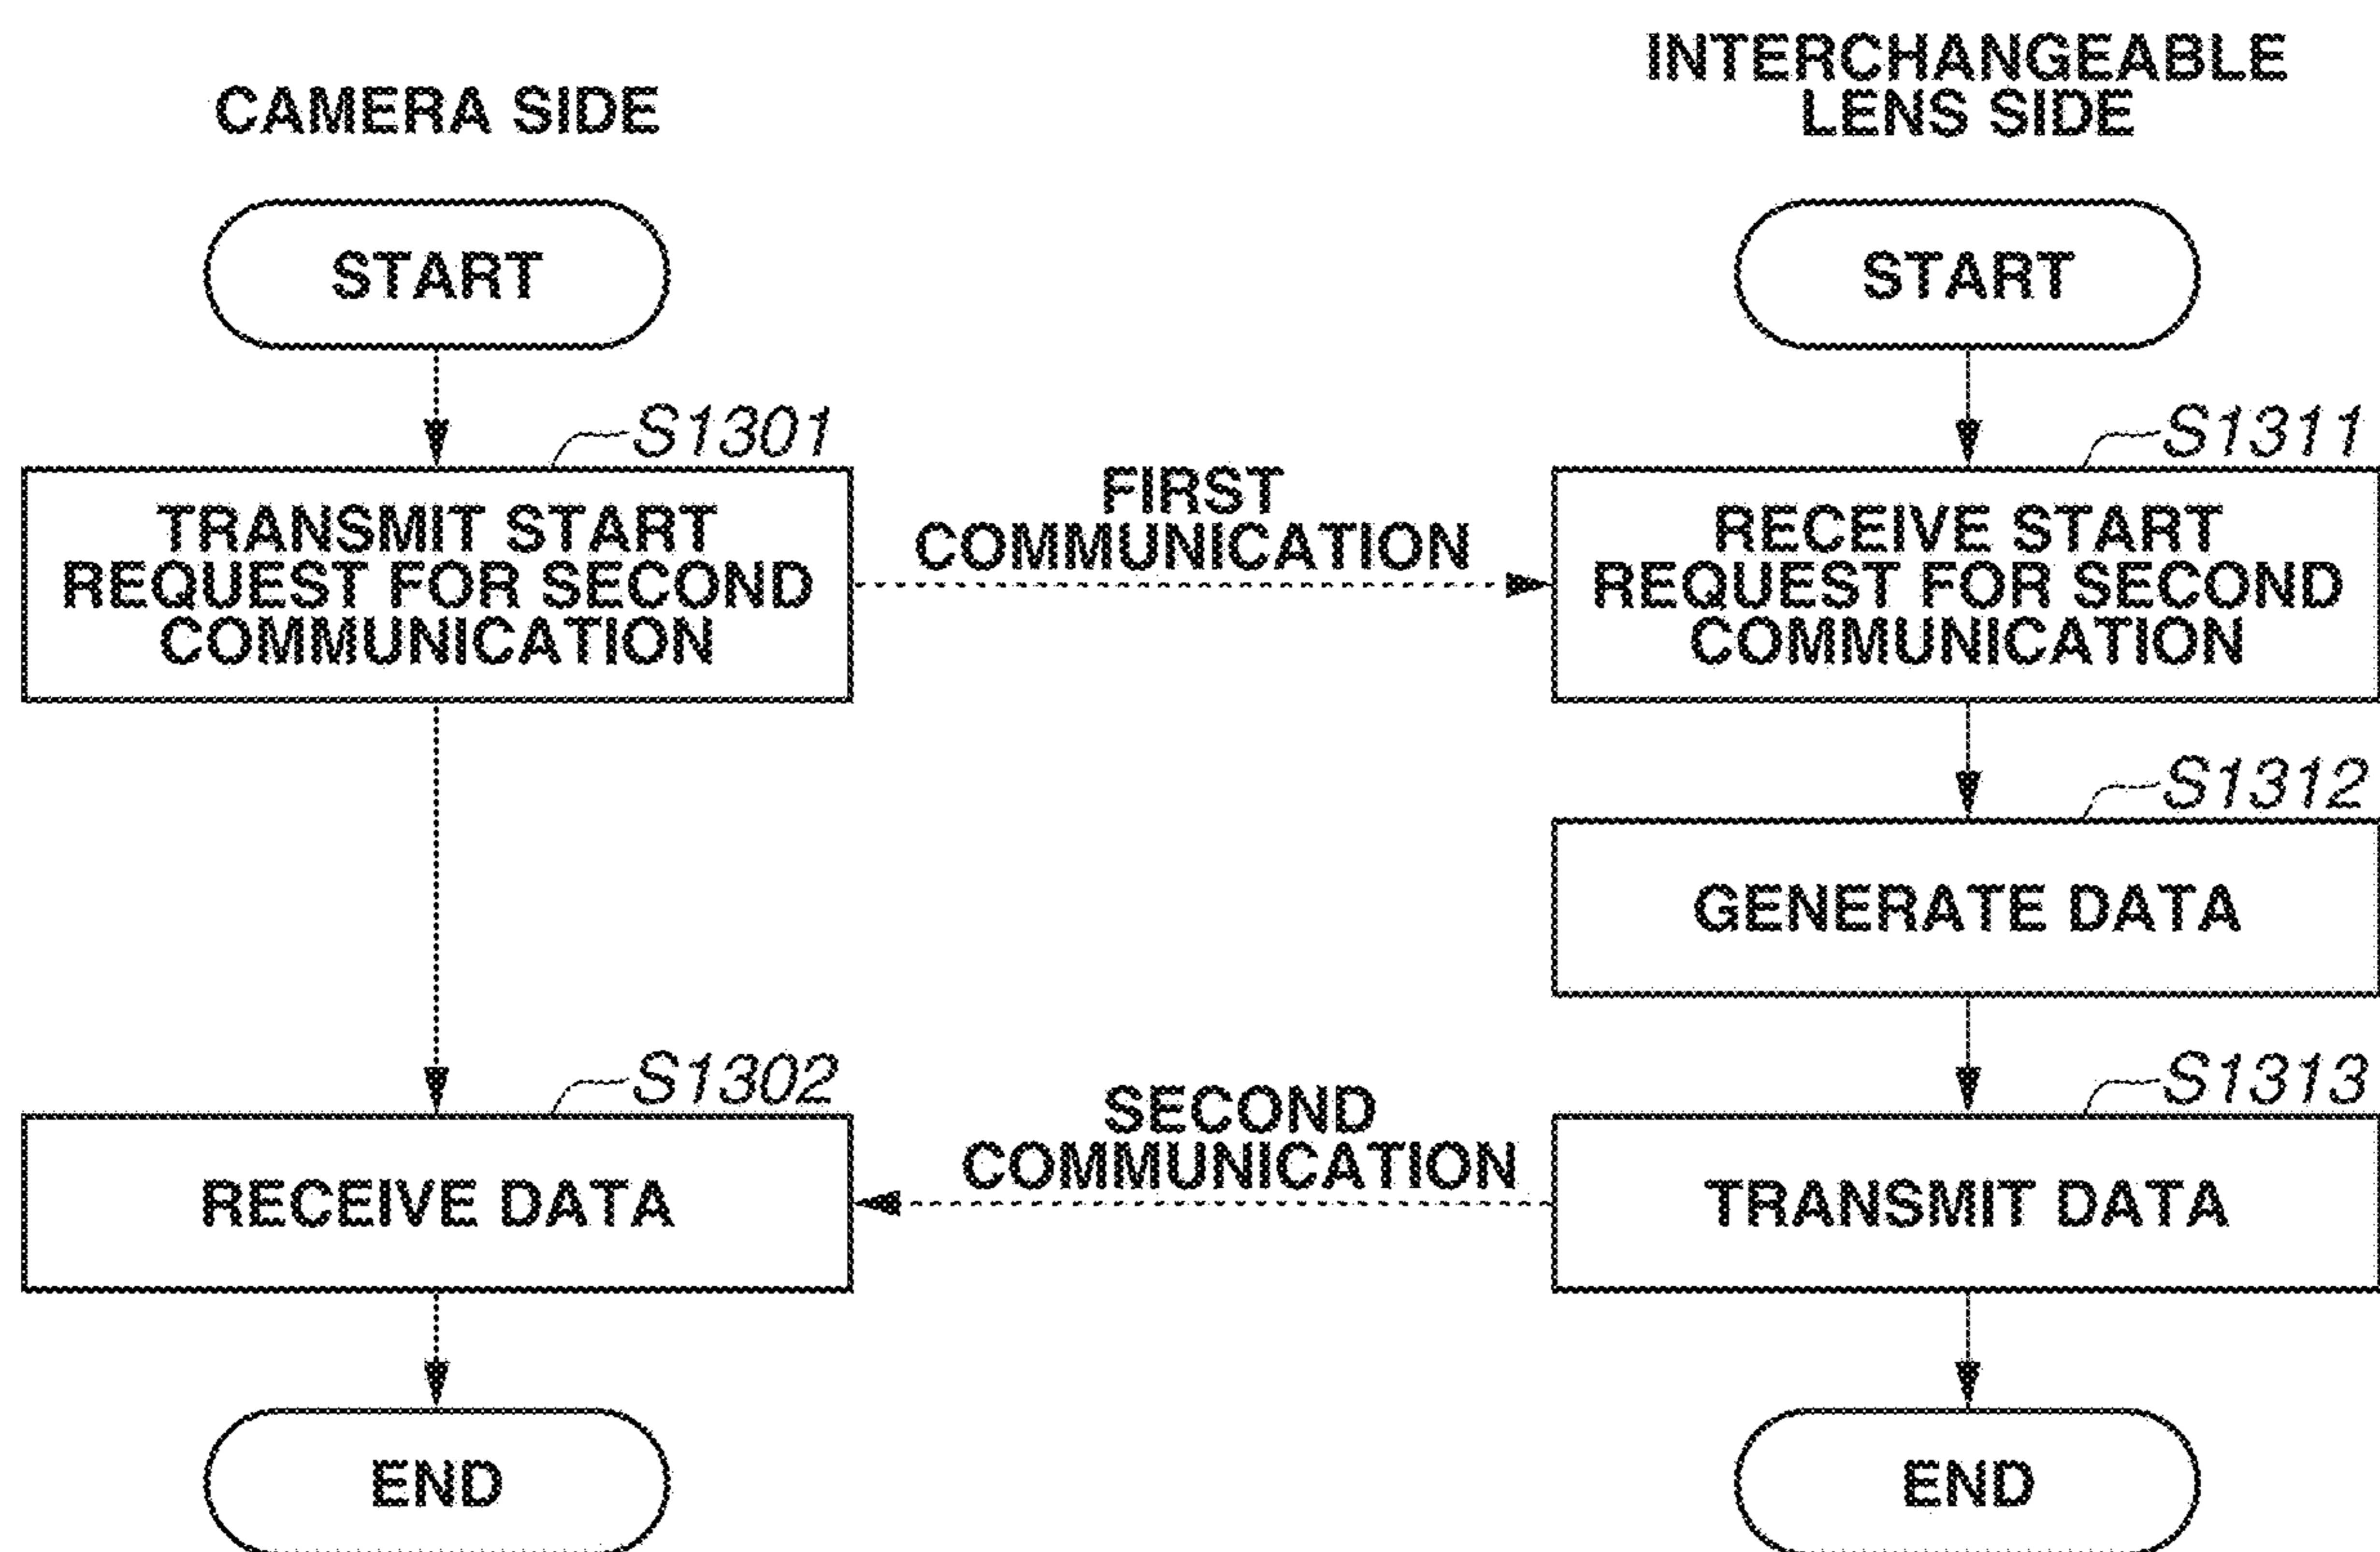 CAMERA SIDE
INTERCHANGEABLE
LENS SIDE
START
START
S1301
S1311
TRANSMIT START
REQUEST FOR SECOND
COMMUNICATION
FIRST
COMMUNICATION
RECEIVE START
REQUEST FOR SECOND
COMMUNICATION
S1312
GENERATE DATA
S1302
S1313
RECEIVE DATA
SECOND
COMMUNICATION
TRANSMIT DATA
END
END